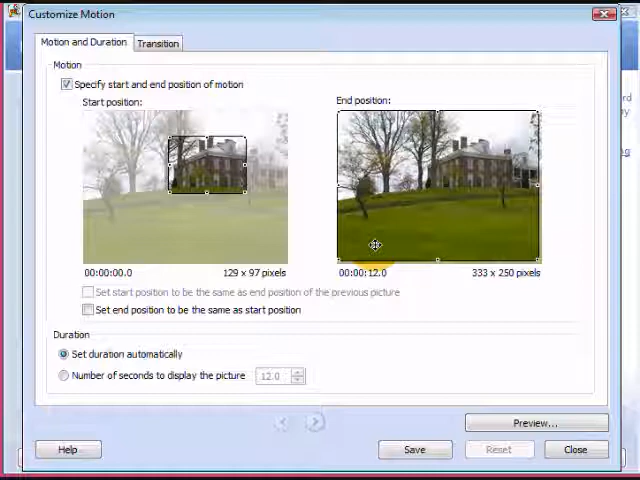 Customize Motion
Motion and Duration
Transition
Motion
Specify start and end position of motion
Start position:
End position:
00:00:00.0
129 x 97 pixels
00:00:12.0
333 x 250 pixels
Set start position to be the same as end position of the previous picture
Set end position to be the same as start position
Duration
Set duration automatically
Number of seconds to display the picture
12.0
Preview...
Help
Save
Reset
Close